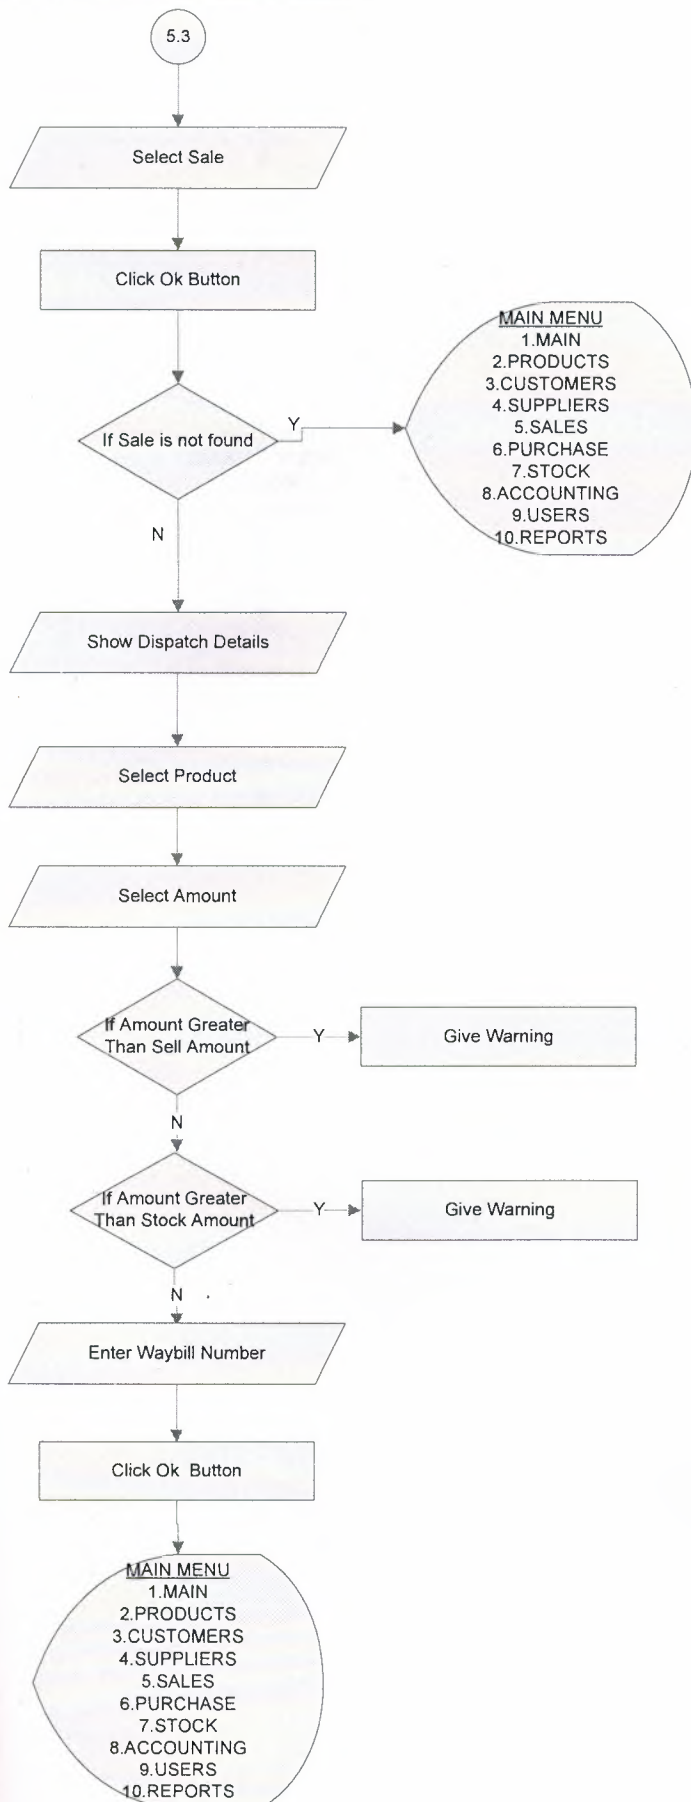 5.3
Select Sale
Click Ok Button
If Sale is not found
Y
MAIN MENU
1.MAIN
2.PRODUCTS
3.CUSTOMERS
4.SUPPLIERS
5.SALES
6.PURCHASE
7.STOCK
8.ACCOUNTING
9.USERS
10.REPORTS
N
Show Dispatch Details
Select Product
Select Amount
If Amount Greater
Than Sell Amount
Y
Give Warning
N
If Amount Greater
Than Stock Amount
Y
Give Warning
N
Enter Waybill Number
Click Ok Button
MAIN MENU
1.MAIN
2.PRODUCTS
3.CUSTOMERS
4.SUPPLIERS
5.SALES
6.PURCHASE
7.STOCK
8.ACCOUNTING
9.USERS
10.REPORTS